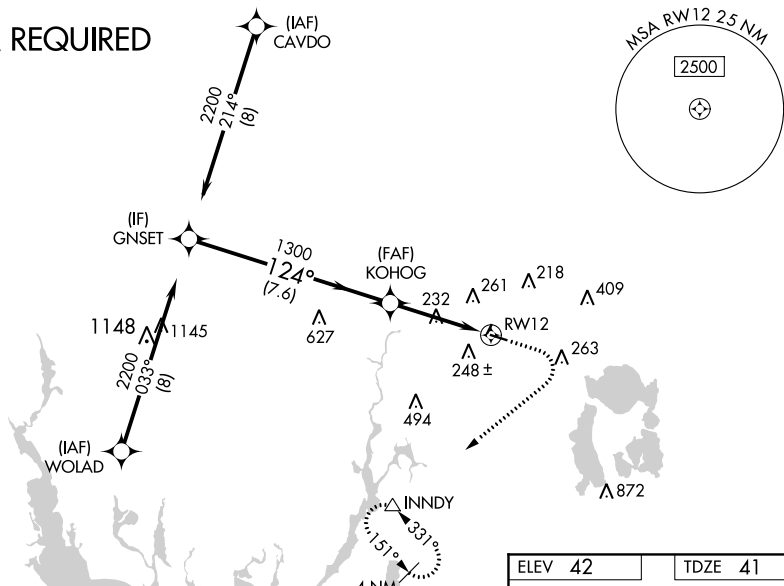 REQUIRED
(IAF)
CAVDO
MSA RW12 25 NM
2500
2200
214°
(8)
(IF)
GNSET
1300
124°
(7.6)
(FAF)
KOHOG
232
261
218
409
RW12
627
1148
1145
248 ±
263
2200
033°
(8)
494
(IAF)
WOLAD
872
INNDY
331°
151°
4 NM
ELEV 42
TDZE 41